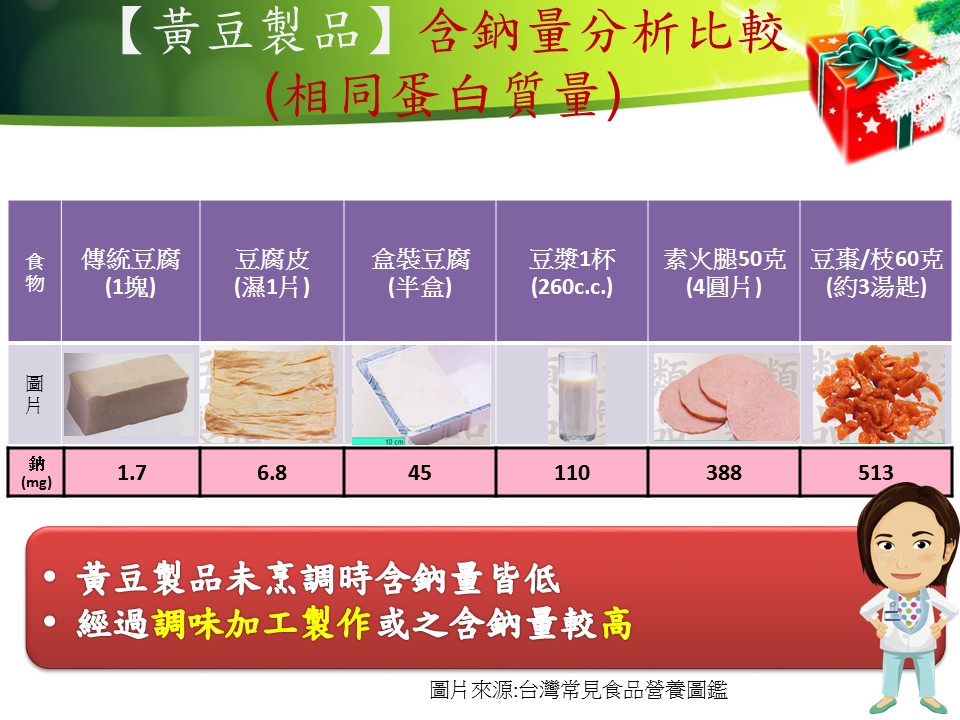 【黃豆製品】含鈉量分析比較
(相同蛋白質量)
食物
傳統豆腐
(1塊)
豆腐皮
(濕1片)
盒裝豆腐
(半盒)
豆漿1杯
(260c.c.)
素火腿50克
(4圓片)
豆棗/枝60克
(約3湯匙)
圖片
10 cm
鈉
(mg)
1.7
6.8
45
110
388
513
• 黃豆製品未烹調時含鈉量皆低
• 經過調味加工製作或之含鈉量較高
圖片來源:台灣常見食品營養圖鑑